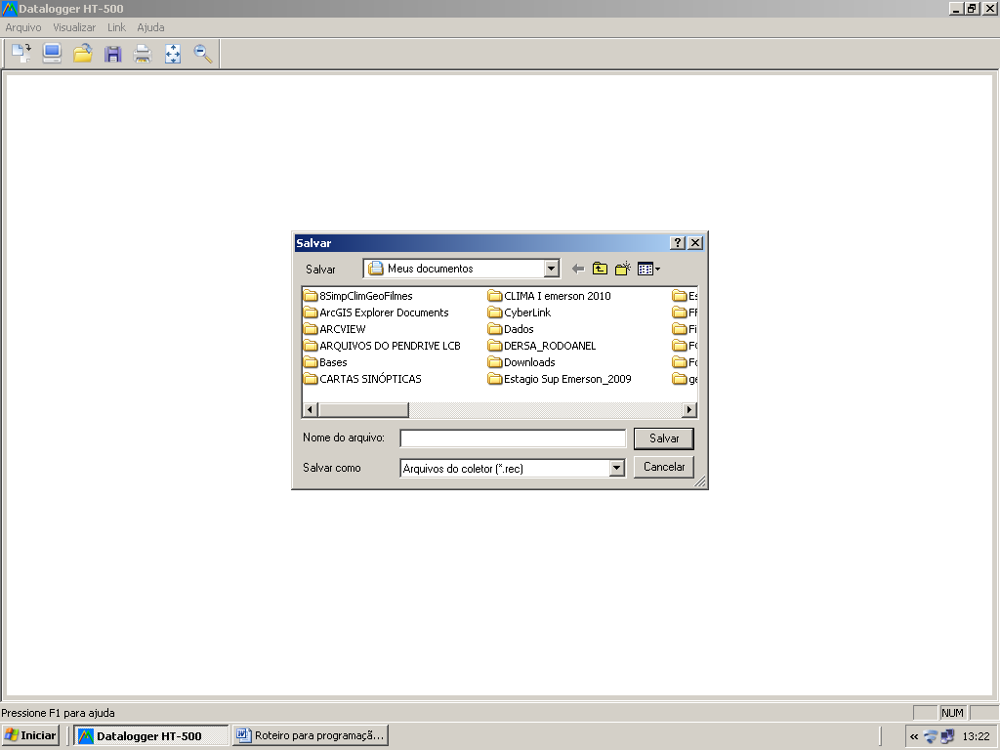 Datalogger HT-500
Arquivo Visualizar Link Ajuda
Salvar
Salvar Meus documentos
8SimpClimGeoFilmes CLIMA I emerson 2010 Es
ArcGIS Explorer Documents CyberLink
ARCVIEW Dados Fi
ARQUIVOS DO PENDRIVE LCB DERSA_RODOANEL
Bases Downloads
CARTAS SINÓPTICAS Estagio Sup Emerson_2009 ge
Nome do arquivo: Salvar
Salvar como Arquivos do coletor (*.rec) Cancelar
Pressione F1 para ajuda NUM
Iniciar Datalogger HT-500 Roteiro para programaçã... « 13:22